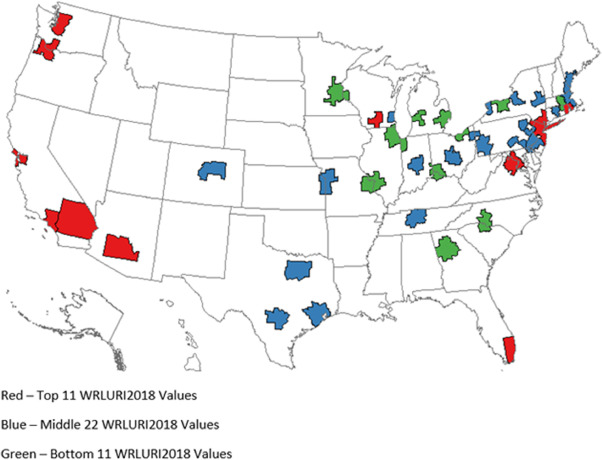 Red – Top 11 WRLURI2018 Values
Blue – Middle 22 WRLURI2018 Values
Green – Bottom 11 WRLURI2018 Values